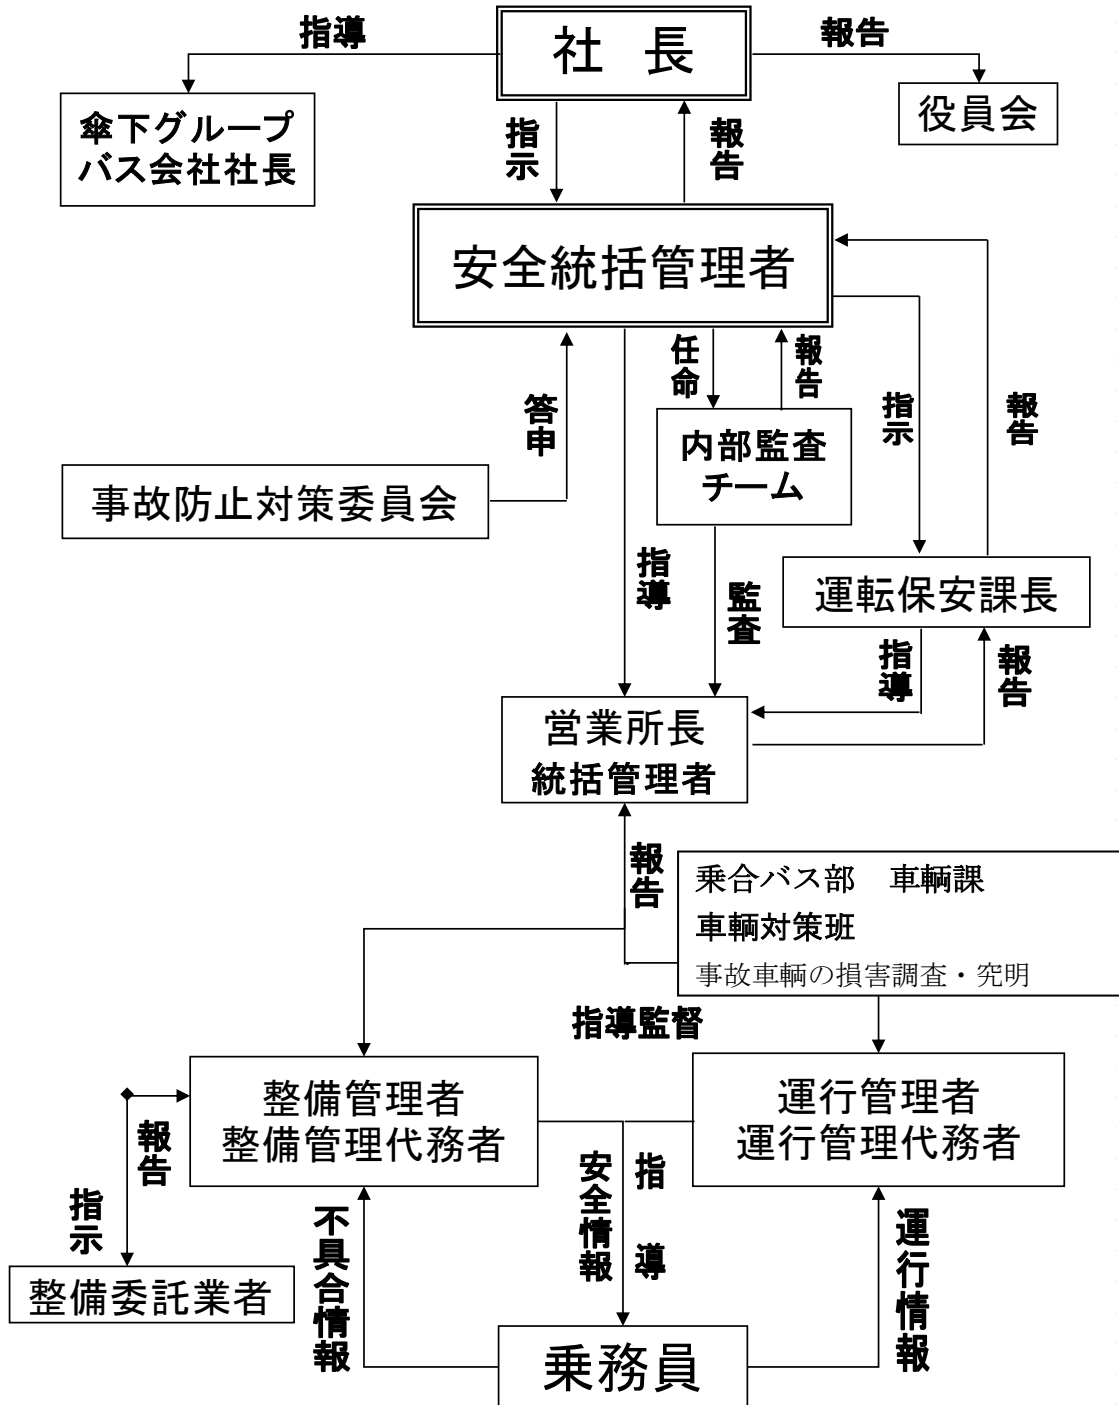 指導
社　長
報告
傘下グループ
バス会社社長
役員会
指示
報告
安全統括管理者
任命
報告
答申
指示
報告
内部監査
チーム
事故防止対策委員会
指導
監査
運転保安課長
指導
報告
営業所長
統括管理者
報告
乗合バス部　車輌課
車輌対策班
事故車輌の損害調査・究明
指導監督
整備管理者
整備管理代務者
運行管理者
運行管理代務者
報告
指示
安全情報
指導
不具合情報
運行情報
整備委託業者
乗務員